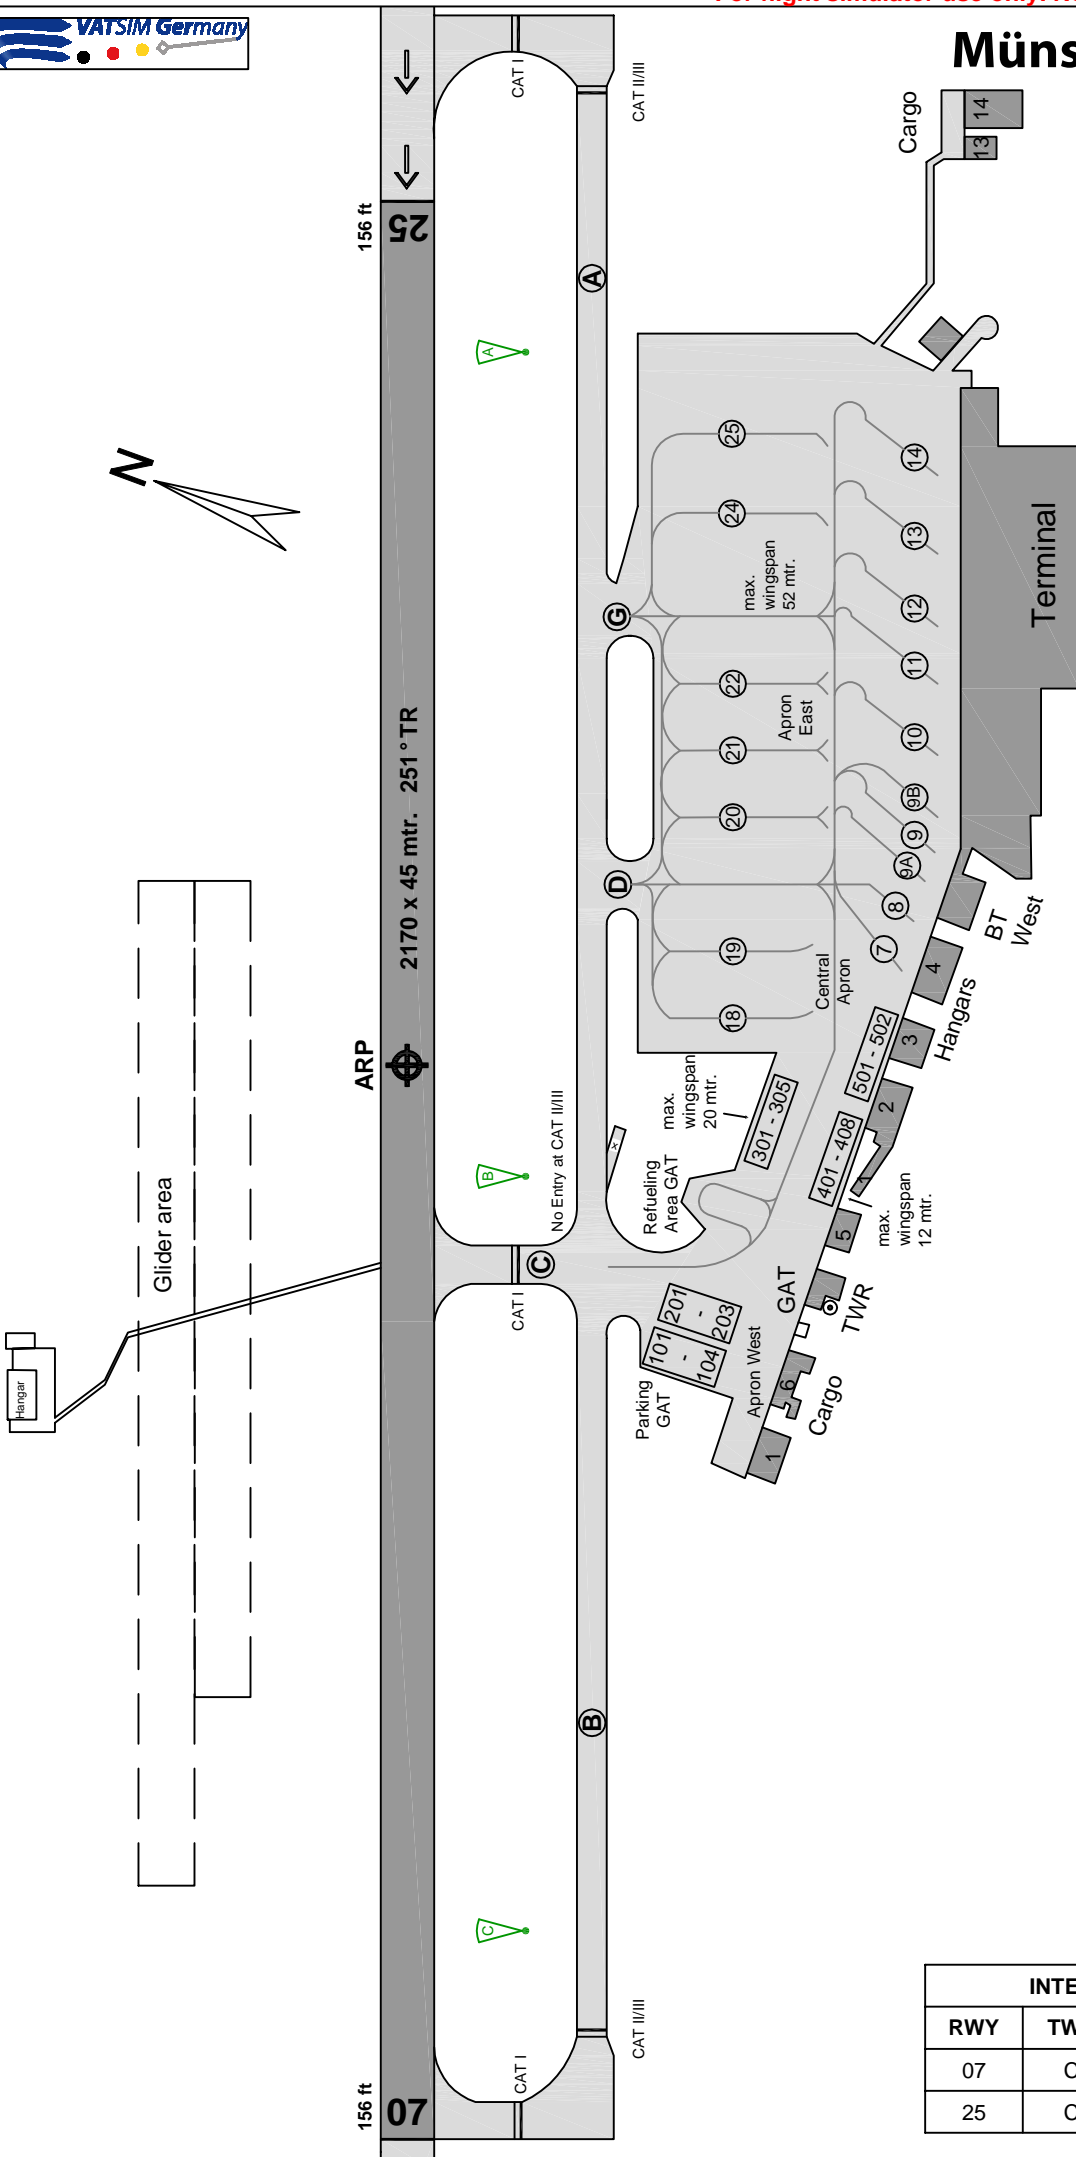 VATSIM Germany
Müns
CAT I
CAT II/III
Cargo
14
13
156 ft
25
A
A
N
25
24
14
13
max.
wingspan
52 mtr.
12
G
Terminal
11
22
Apron
East
10
21
2170 x 45 mtr. 251° TR
20
9B
9
9A
D
8
BT
West
19
7
Central
Apron
4
18
Hangars
3
ARP
501 - 502
max.
wingspan
20 mtr.
301 - 305
2
401 - 408
1
No Entry at CAT II/III
x
B
Refueling
Area GAT
max.
wingspan
12 mtr.
5
Glider area
C
GAT
TWR
CAT I
201
-
203
101
-
104
Apron West
Parking
GAT
6
Cargo
Hangar
1
B
C
CAT II/III
CAT I
156 ft
07
INTE
RWY TW
07 C
25 C